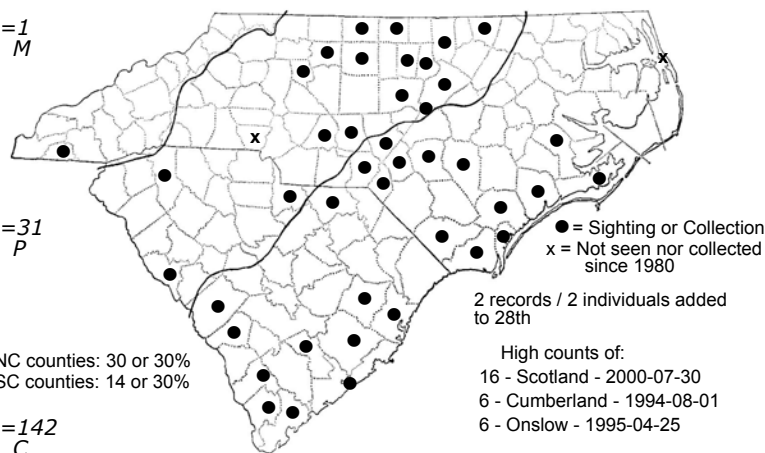 =1
M
x
x
=31
P
● = Sighting or Collection
x = Not seen nor collected
since 1980
2 records / 2 individuals added
to 28th
NC counties: 30 or 30%
SC counties: 14 or 30%
High counts of:
16 - Scotland - 2000-07-30
6 - Cumberland - 1994-08-01
6 - Onslow - 1995-04-25
=142
C